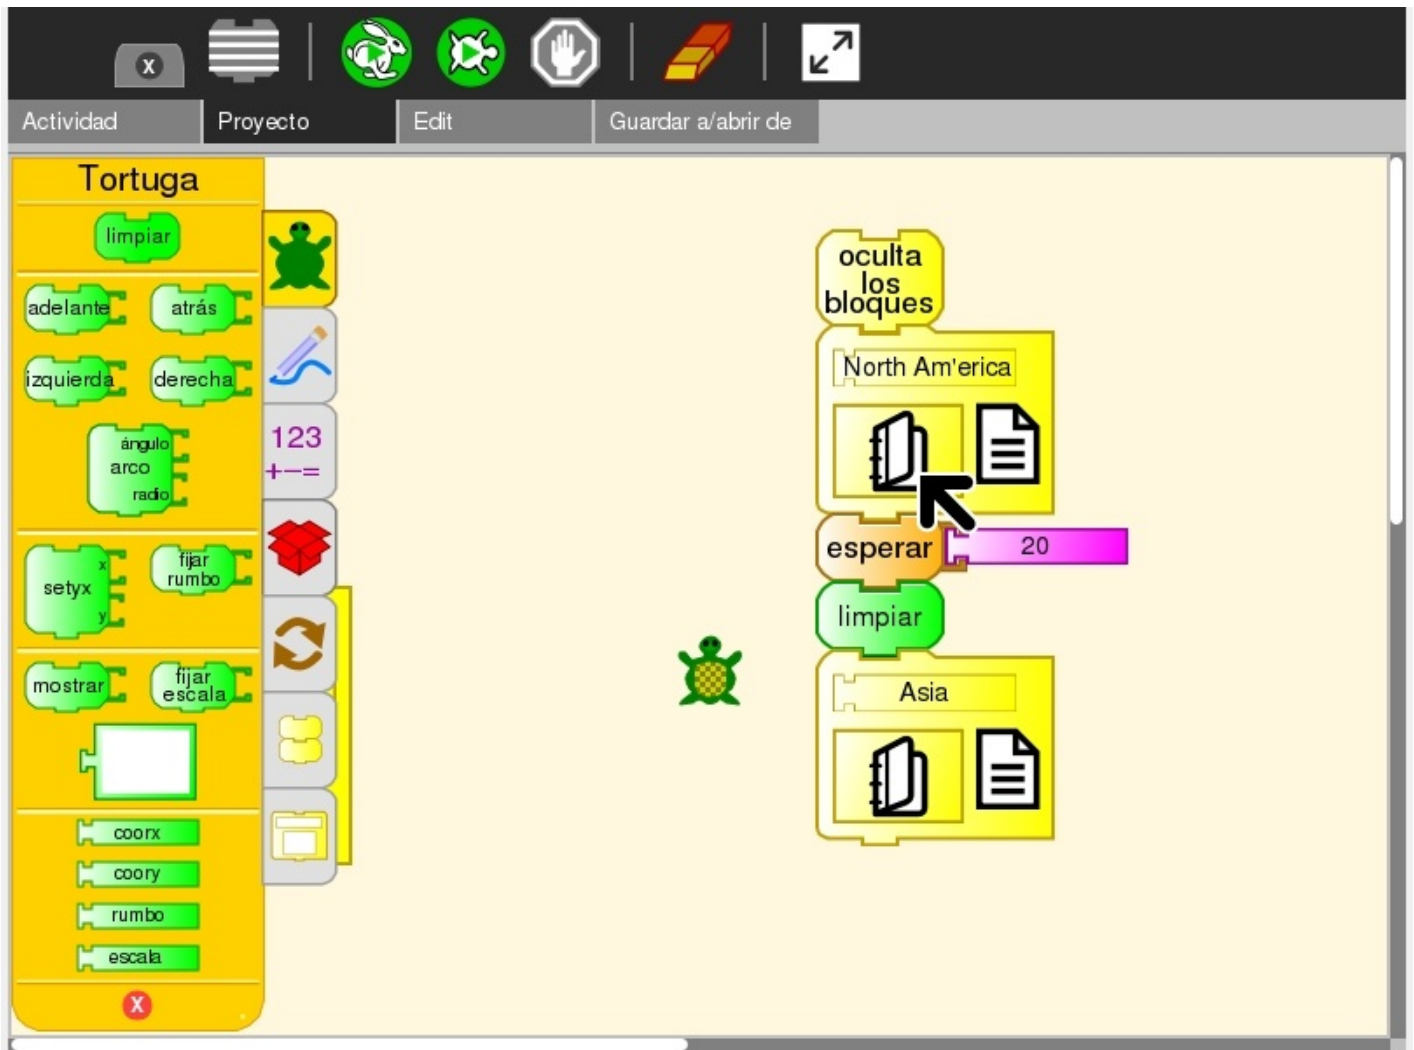 X
Actividad
Proyecto
Edit
Guardar a/abrir de
Tortuga
limpiar
adelante
atrás
izquierda
derecha
ángulo
arco
radio
x
setyx
y
fijar
rumbo
mostrar
fijar
escala
coorx
coory
rumbo
escala
X
123
+−=
oculta
los
bloques
North Am'erica
esperar
20
limpiar
Asia